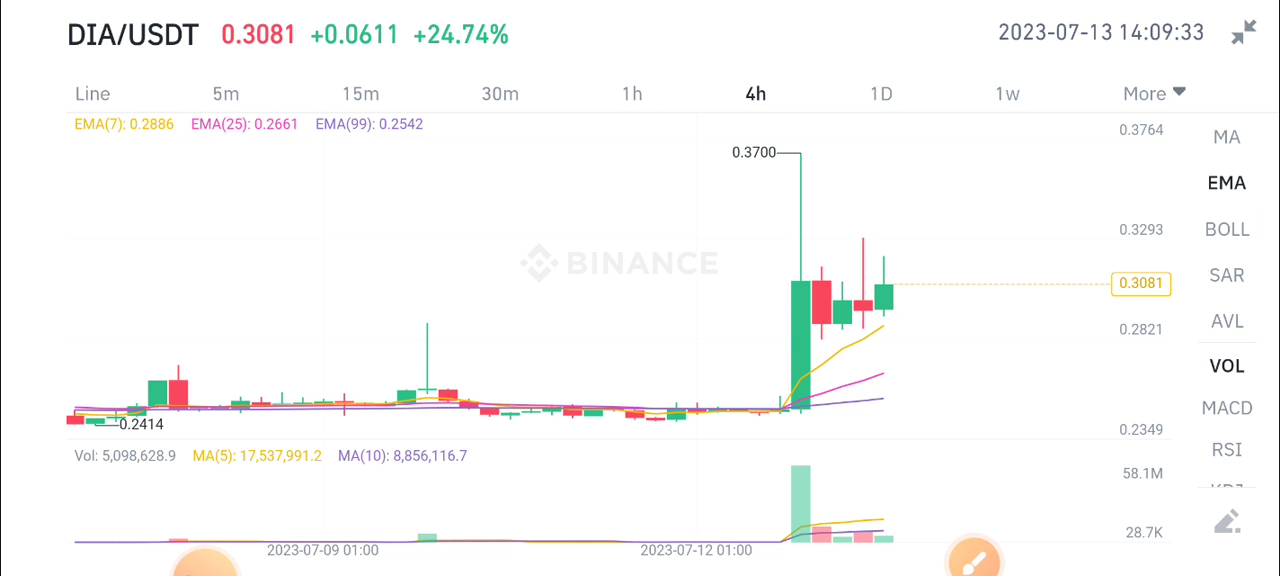 DIA/USDT 0.3081 +0.0611 +24.74% 2023-07-13 14:09:33
Line 5m 15m 30m 1h 4h 1D 1w More
EMA(7): 0.2886 EMA(25): 0.2661 EMA(99): 0.2542
0.3764
MA
0.3700
EMA
0.3293
BOLL
BINANCE
SAR
0.3081
AVL
0.2821
VOL
MACD
0.2414
0.2349
RSI
Vol: 5,098,628.9 MA(5): 17,537,991.2 MA(10): 8,856,116.7
58.1M
28.7K
2023-07-09 01:00 2023-07-12 01:00